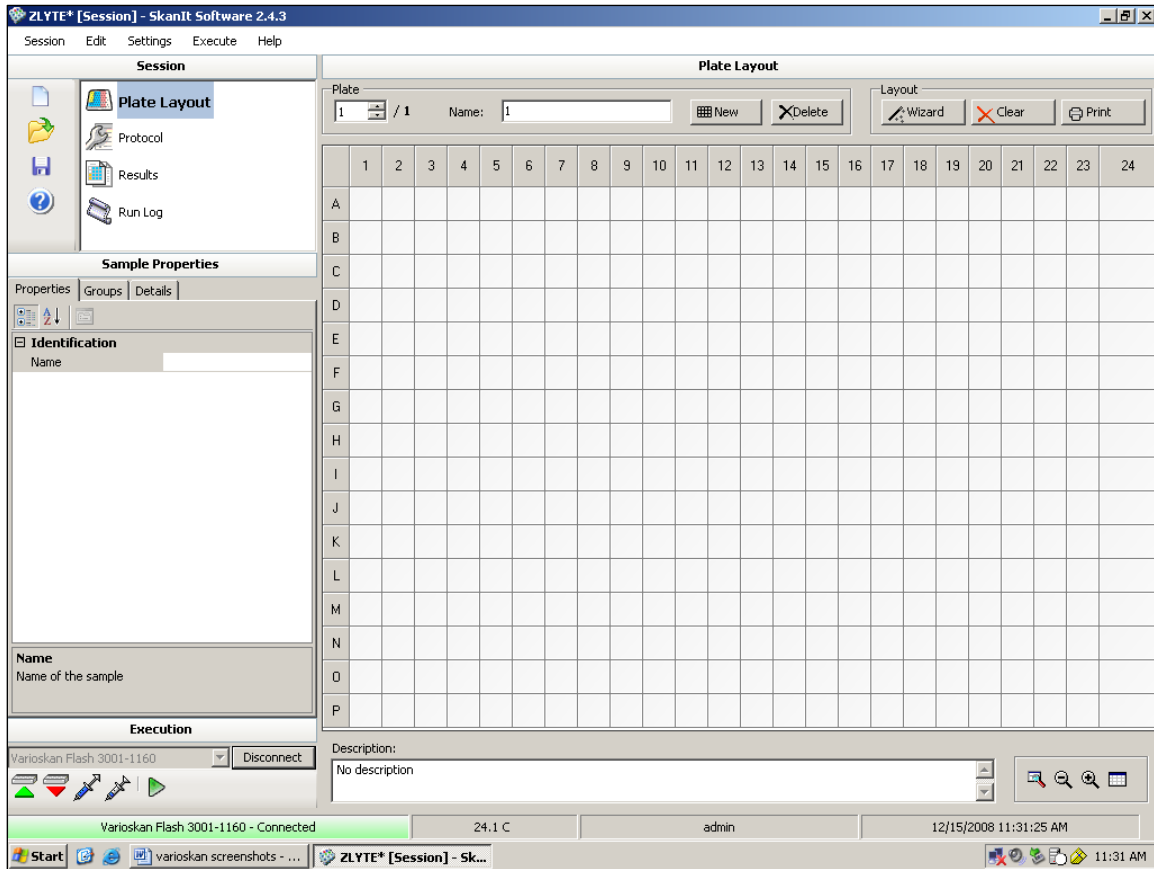 ZLYTE* [Session] - SkanIt Software 2.4.3
Session Edit Settings Execute Help
Session
Plate Layout
Protocol
Results
Run Log
Sample Properties
Properties Groups Details
Identification
Name
Name
Name of the sample
Execution
Varioskan Flash 3001-1160 Disconnect
Plate Layout
Plate
1 / 1 Name: 1 New Delete
Layout
Wizard Clear Print
1 2 3 4 5 6 7 8 9 10 11 12 13 14 15 16 17 18 19 20 21 22 23 24
A
B
C
D
E
F
G
H
I
J
K
L
M
N
O
P
Description:
No description
Varioskan Flash 3001-1160 - Connected 24.1 C admin 12/15/2008 11:31:25 AM
Start varioskan screenshots - ... ZLYTE* [Session] - Sk... 11:31 AM